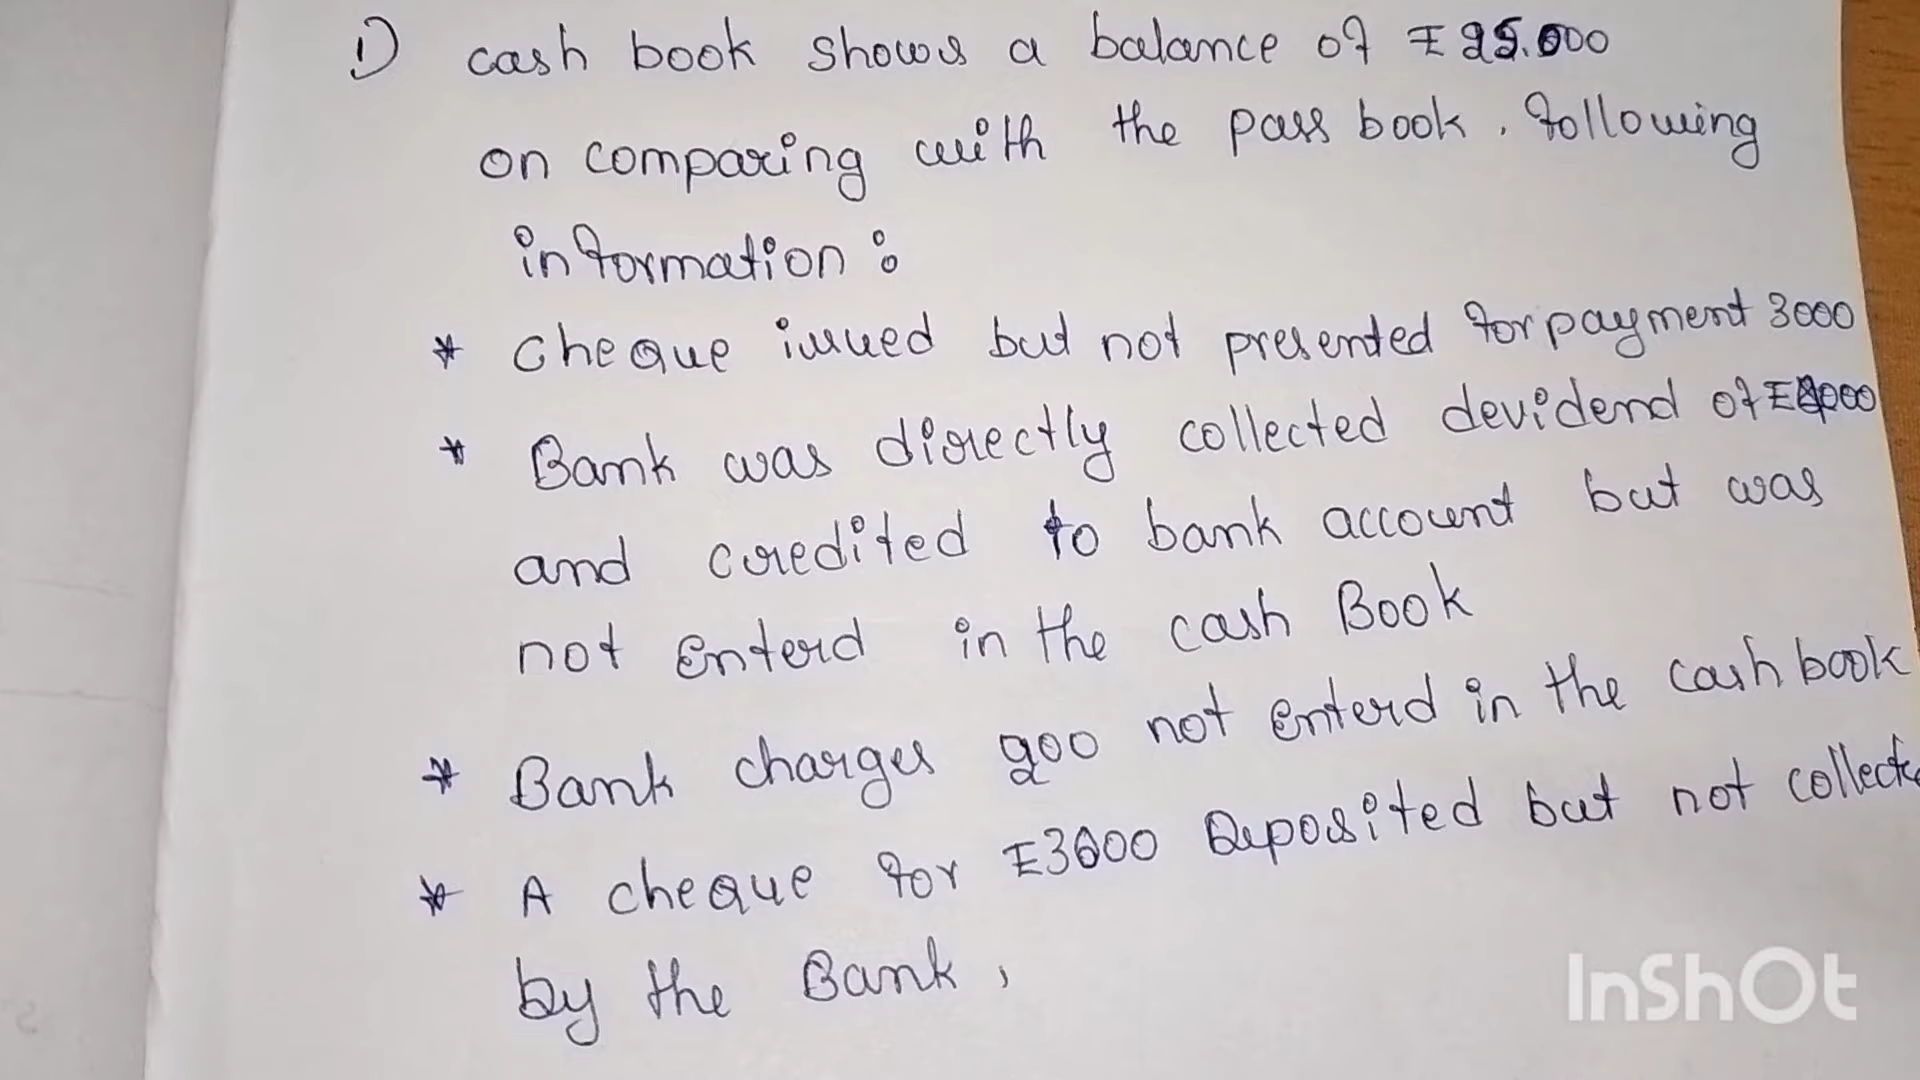 1) cash book shows a balance of ₹25.000
on comparing with the pass book, following
information :
* cheque issued but not presented for payment 3000
* Bank was directly collected devidend of ₹
and credited to bank account but was
not enterd in the cash Book
* Bank charges 200 not enterd in the cash book
* A cheque for ₹3000 Deposited but not collecte
by the Bank,
InShOt